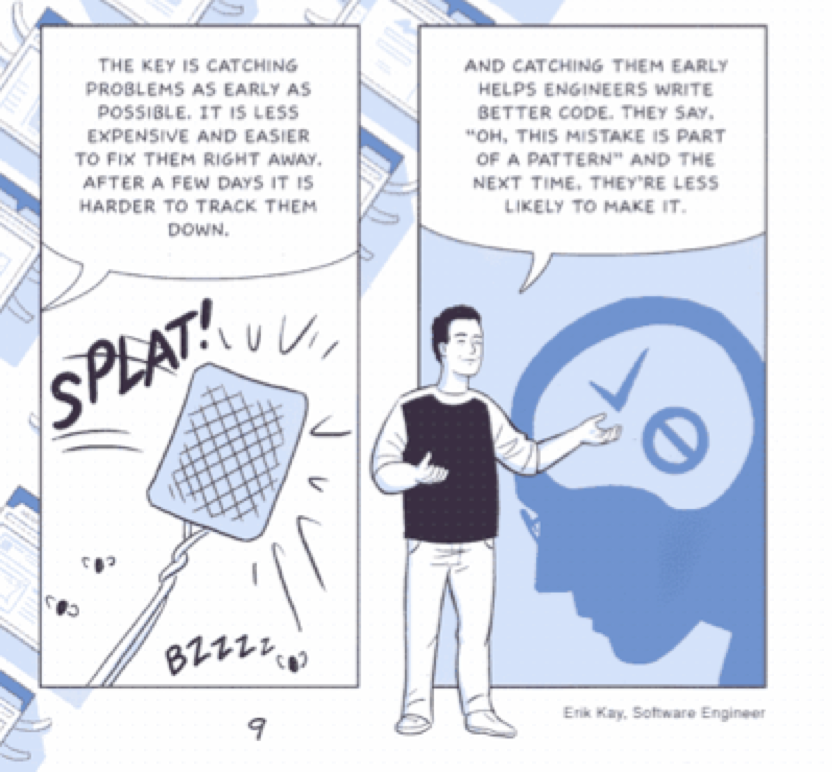 THE KEY IS CATCHING
PROBLEMS AS EARLY AS
POSSIBLE. IT IS LESS
EXPENSIVE AND EASIER
TO FIX THEM RIGHT AWAY.
AFTER A FEW DAYS IT IS
HARDER TO TRACK THEM
DOWN.
SPLAT!
BZZZZZ
AND CATCHING THEM EARLY
HELPS ENGINEERS WRITE
BETTER CODE. THEY SAY,
"OH, THIS MISTAKE IS PART
OF A PATTERN" AND THE
NEXT TIME, THEY'RE LESS
LIKELY TO MAKE IT.
Erik Kay, Software Engineer
9